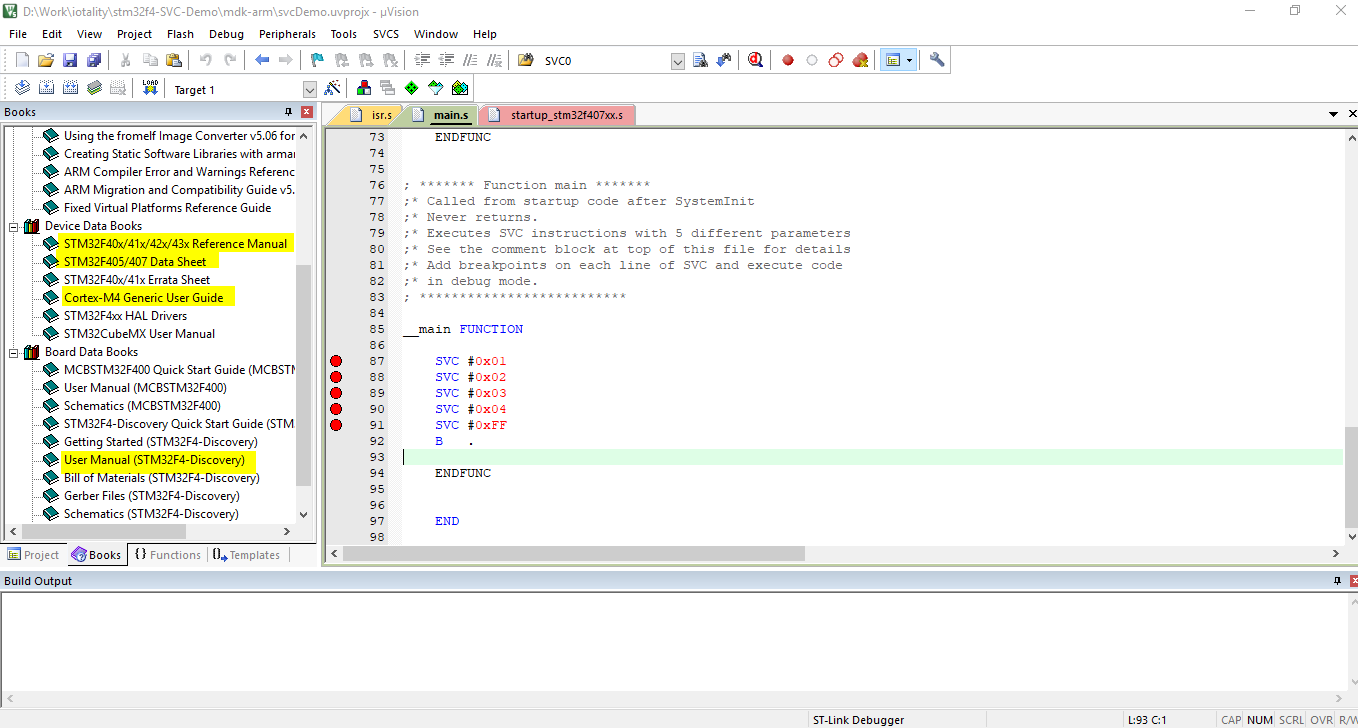 D:\Work\iotality\stm32f4-SVC-Demo\mdk-arm\svcDemo.uvprojx - µVision
File Edit View Project Flash Debug Peripherals Tools SVCS Window Help
SVC0
LOAD Target 1
Books
isr.s main.s startup_stm32f407xx.s
Using the fromelf Image Converter v5.06 for
Creating Static Software Libraries with armar
ARM Compiler Error and Warnings Referenc
ARM Migration and Compatibility Guide v5.
Fixed Virtual Platforms Reference Guide
Device Data Books
STM32F40x/41x/42x/43x Reference Manual
STM32F405/407 Data Sheet
STM32F40x/41x Errata Sheet
Cortex-M4 Generic User Guide
STM32F4xx HAL Drivers
STM32CubeMX User Manual
Board Data Books
MCBSTM32F400 Quick Start Guide (MCBSTM
User Manual (MCBSTM32F400)
Schematics (MCBSTM32F400)
STM32F4-Discovery Quick Start Guide (STM
Getting Started (STM32F4-Discovery)
User Manual (STM32F4-Discovery)
Bill of Materials (STM32F4-Discovery)
Gerber Files (STM32F4-Discovery)
Schematics (STM32F4-Discovery)
Project Books {} Functions Templates
73 ENDFUNC
74
75
76 ; ******* Function main *******
77 ;* Called from startup code after SystemInit
78 ;* Never returns.
79 ;* Executes SVC instructions with 5 different parameters
80 ;* See the comment block at top of this file for details
81 ;* Add breakpoints on each line of SVC and execute code
82 ;* in debug mode.
83 ; **************************
84
85 __main FUNCTION
86
87 SVC #0x01
88 SVC #0x02
89 SVC #0x03
90 SVC #0x04
91 SVC #0xFF
92 B .
93
94 ENDFUNC
95
96
97 END
98
Build Output
ST-Link Debugger L:93 C:1 CAP NUM SCRL OVR R/W